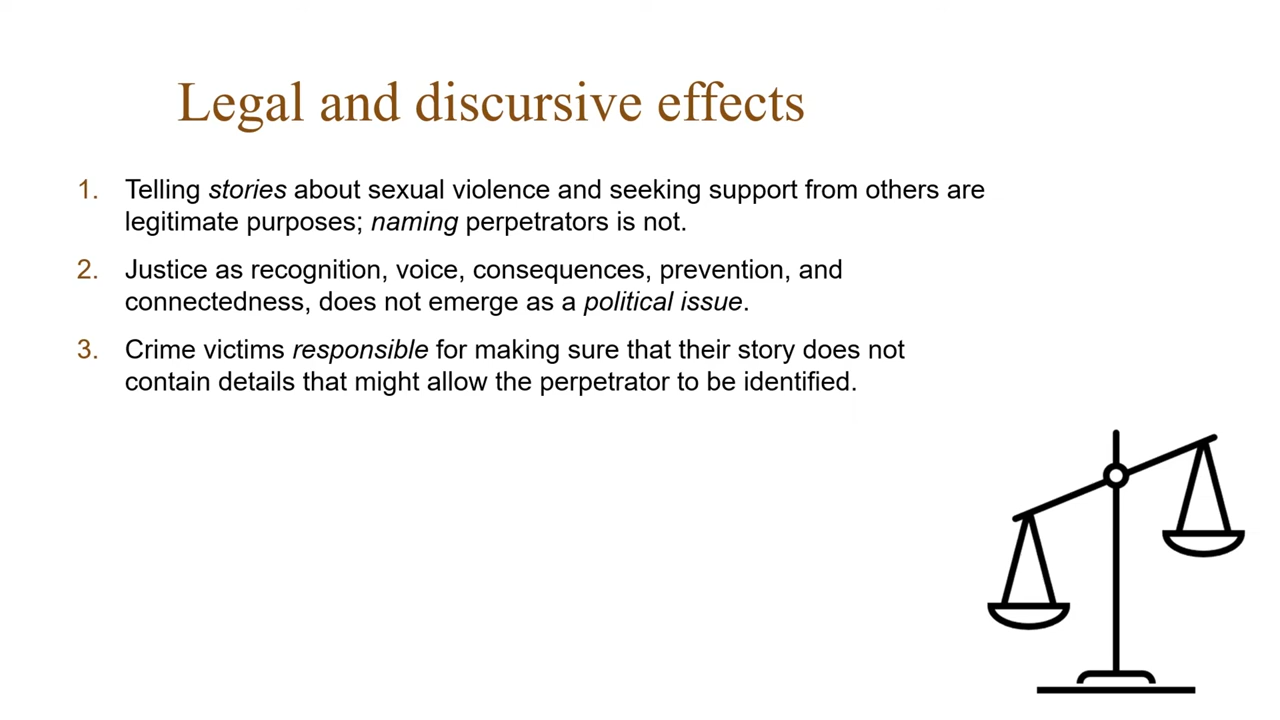 Legal and discursive effects
1. Telling stories about sexual violence and seeking support from others are
legitimate purposes; naming perpetrators is not.
2. Justice as recognition, voice, consequences, prevention, and
connectedness, does not emerge as a political issue.
3. Crime victims responsible for making sure that their story does not
contain details that might allow the perpetrator to be identified.